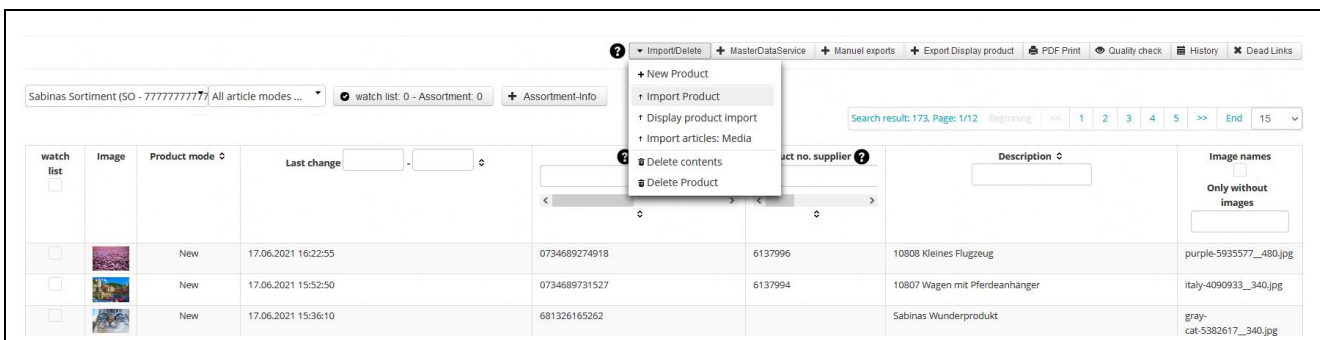 ? Import/Delete + MasterDataService + Manuel exports + Export Display product PDF Print Quality check History ✖ Dead Links
+ New Product
↑ Import Product
↑ Display product import
↑ Import articles: Media
Delete contents
Delete Product
Sabinas Sortiment (SO - 77777777777 All article modes ... watch list: 0 - Assortment: 0 + Assortment-Info
Search result: 173, Page: 1/12 Beginning << 1 2 3 4 5 >> End 15
watch list Image Product mode Last change - ? uct no. supplier ? Description Image names
Only without images
New 17.06.2021 16:22:55 0734689274918 6137996 10808 Kleines Flugzeug purple-5935577__480.jpg
New 17.06.2021 15:52:50 0734689731527 6137994 10807 Wagen mit Pferdeanhänger italy-4090933__340.jpg
New 17.06.2021 15:36:10 681326165262 Sabinas Wunderprodukt gray-
cat-5382617__340.jpg